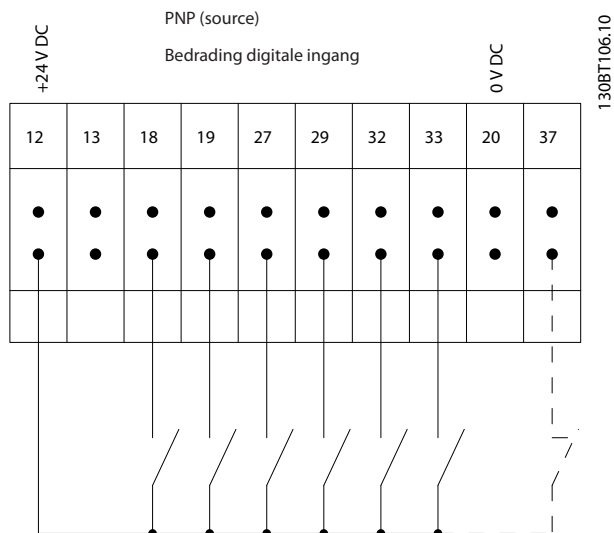 PNP (source)
Bedrading digitale ingang
+24 V DC
0 V DC
130BT106.10
12 13 18 19 27 29 32 33 20 37